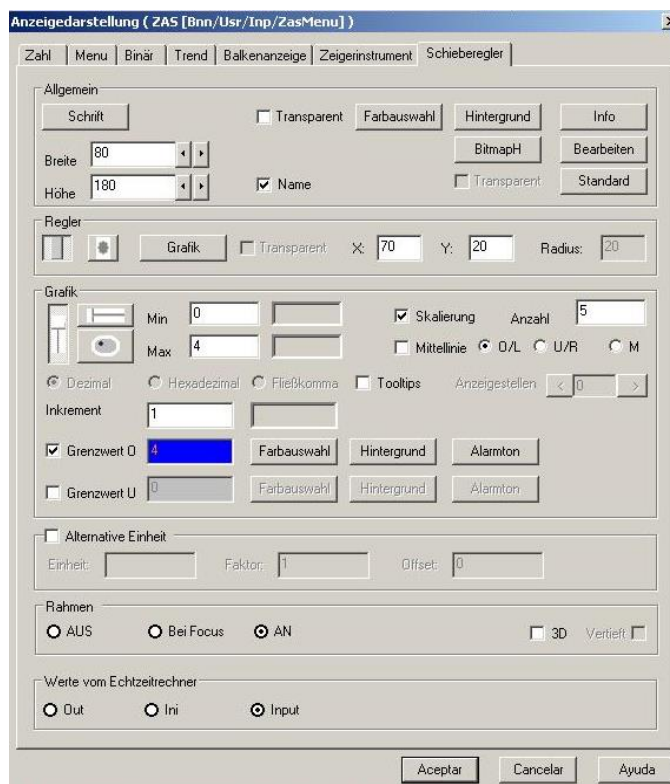 Anzeigedarstellung ( ZAS [Bnn/Usr/Inp/ZasMenu] )
Zahl Menu Binär Trend Balkenanzeige Zeigerinstrument Schieberegler
Allgemein
Schrift Transparent Farbauswahl Hintergrund Info
BitmapH Bearbeiten
Breite 80
Höhe 180 Name Transparent Standard
Regler
Grafik Transparent X: 70 Y: 20 Radius: 20
Grafik
Min 0 Skalierung Anzahl 5
Max 4 Mittellinie O/L U/R M
Dezimal Hexadezimal Fließkomma Tooltips Anzeigestellen < 0 >
Inkrement 1
Grenzwert O 4 Farbauswahl Hintergrund Alarmton
Grenzwert U 0 Farbauswahl Hintergrund Alarmton
Alternative Einheit
Einheit: Faktor: 1 Offset: 0
Rahmen
AUS Bei Focus AN 3D Vertieft
Werte vom Echtzeitrechner
Out Ini Input
Aceptar Cancelar Ayuda